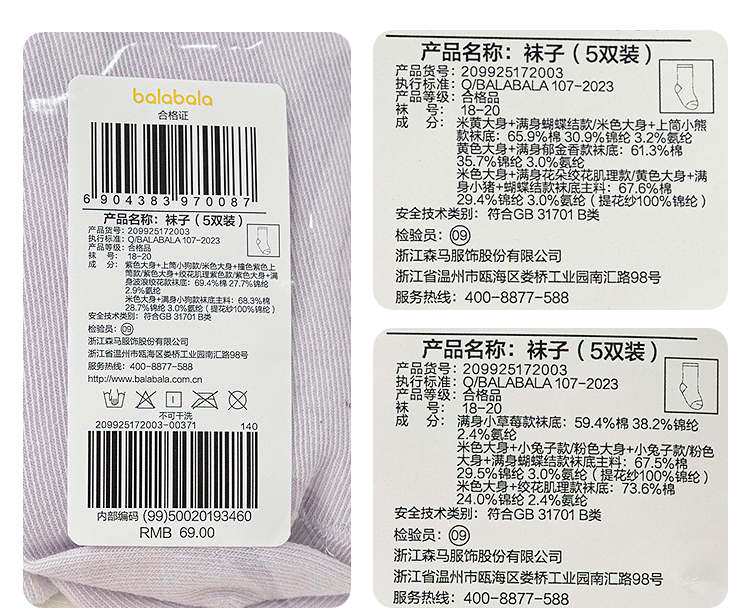 balabala
合格证
6 904383 970087
产品名称：袜子（5双装）
产品货号：209925172003
执行标准：Q/BALABALA 107-2023
产品等级：合格品
袜　号：18-20
成　分：紫色大身+上筒小狗款/米色大身+撞色紫色上
筒款/紫色大身+绞花肌理紫色款/紫色大身+满
身波浪绞花款袜底：69.4%棉 27.7%锦纶
2.9%氨纶
米色大身+满身小狗款袜底主料：68.3%棉
28.7%锦纶 3.0%氨纶（提花纱100%锦纶）
安全技术类别：符合GB 31701 B类
检验员：09
浙江森马服饰股份有限公司
浙江省温州市瓯海区娄桥工业园南汇路98号
服务热线：400-8877-588
http://www.balabala.com.cn
不可干洗
209925172003-00371 140
内部编码 (99)50020193460
RMB 69.00
产品名称：袜子（5双装）
产品货号：209925172003
执行标准：Q/BALABALA 107-2023
产品等级：合格品
袜　号：18-20
成　分：米黄大身+满身蝴蝶结款/米色大身+上筒小熊
款袜底：65.9%棉 30.9%锦纶 3.2%氨纶
黄色大身+满身郁金香款袜底：61.3%棉
35.7%锦纶 3.0%氨纶
米色大身+满身花朵绞花肌理款/黄色大身+满
身小猪+蝴蝶结款袜底主料：67.6%棉
29.4%锦纶 3.0%氨纶（提花纱100%锦纶）
安全技术类别：符合GB 31701 B类
检验员：09
浙江森马服饰股份有限公司
浙江省温州市瓯海区娄桥工业园南汇路98号
服务热线：400-8877-588
产品名称：袜子（5双装）
产品货号：209925172003
执行标准：Q/BALABALA 107-2023
产品等级：合格品
袜　号：18-20
成　分：满身小草莓款袜底：59.4%棉 38.2%锦纶
2.4%氨纶
米色大身+小兔子款/粉色大身+小兔子款/粉色
大身+满身蝴蝶结款袜底主料：67.5%棉
29.5%锦纶 3.0%氨纶（提花纱100%锦纶）
米色大身+绞花肌理款袜底：73.6%棉
24.0%锦纶 2.4%氨纶
安全技术类别：符合GB 31701 B类
检验员：09
浙江森马服饰股份有限公司
浙江省温州市瓯海区娄桥工业园南汇路98号
服务热线：400-8877-588